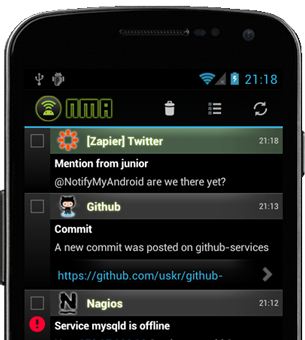 21:18
NMA
[Zapier] Twitter 21:18
Mention from junior
@NotifyMyAndroid are we there yet?
Github 21:13
Commit
A new commit was posted on github-services
https://github.com/uskr/github-
Nagios 21:12
Service mysqld is offline